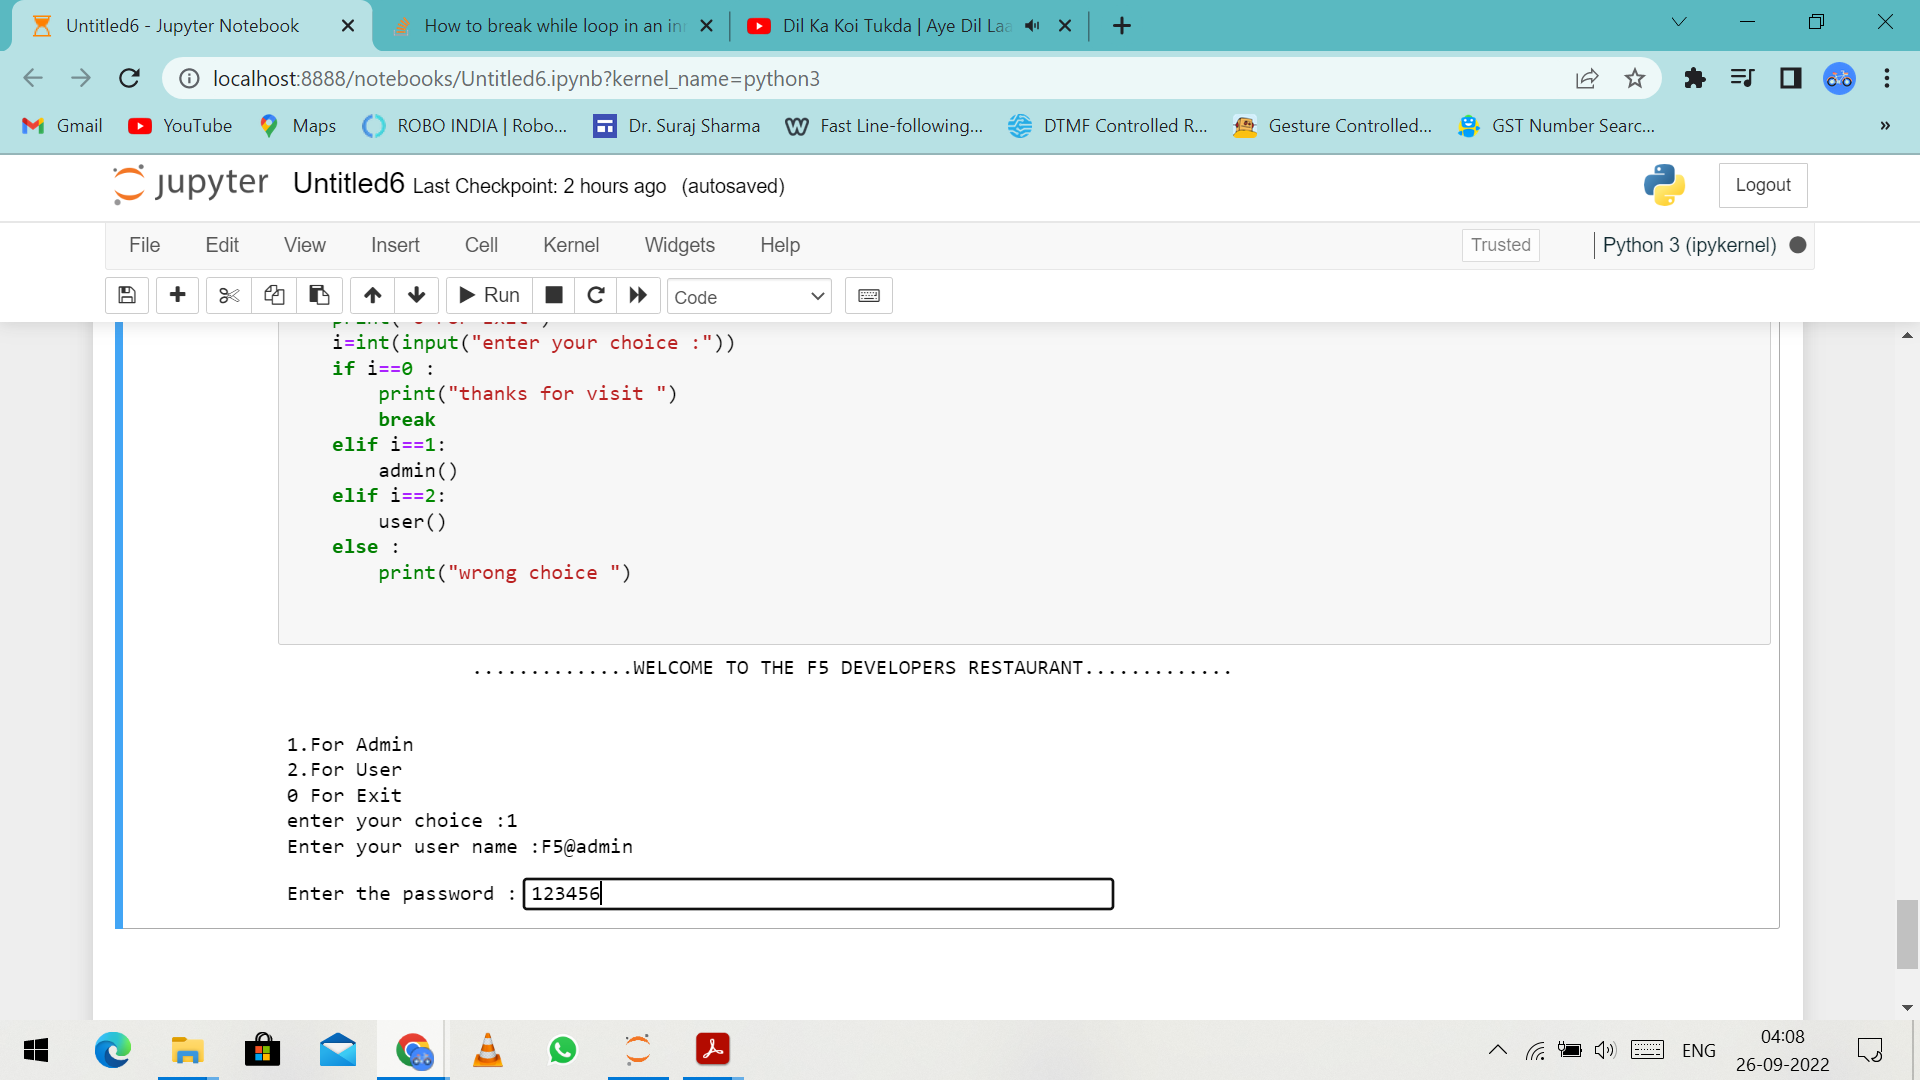 Untitled6 - Jupyter Notebook
How to break while loop in an in
Dil Ka Koi Tukda | Aye Dil Laa
localhost:8888/notebooks/Untitled6.ipynb?kernel_name=python3
Gmail YouTube Maps ROBO INDIA | Robo... Dr. Suraj Sharma Fast Line-following... DTMF Controlled R... Gesture Controlled... GST Number Searc... »
jupyter Untitled6 Last Checkpoint: 2 hours ago (autosaved)
Logout
File Edit View Insert Cell Kernel Widgets Help
Trusted
Python 3 (ipykernel)
Run
Code
i=int(input("enter your choice :"))
if i==0 :
print("thanks for visit ")
break
elif i==1:
admin()
elif i==2:
user()
else :
print("wrong choice ")
..............WELCOME TO THE F5 DEVELOPERS RESTAURANT.............
1.For Admin
2.For User
0 For Exit
enter your choice :1
Enter your user name :F5@admin
Enter the password : 123456
ENG
04:08
26-09-2022